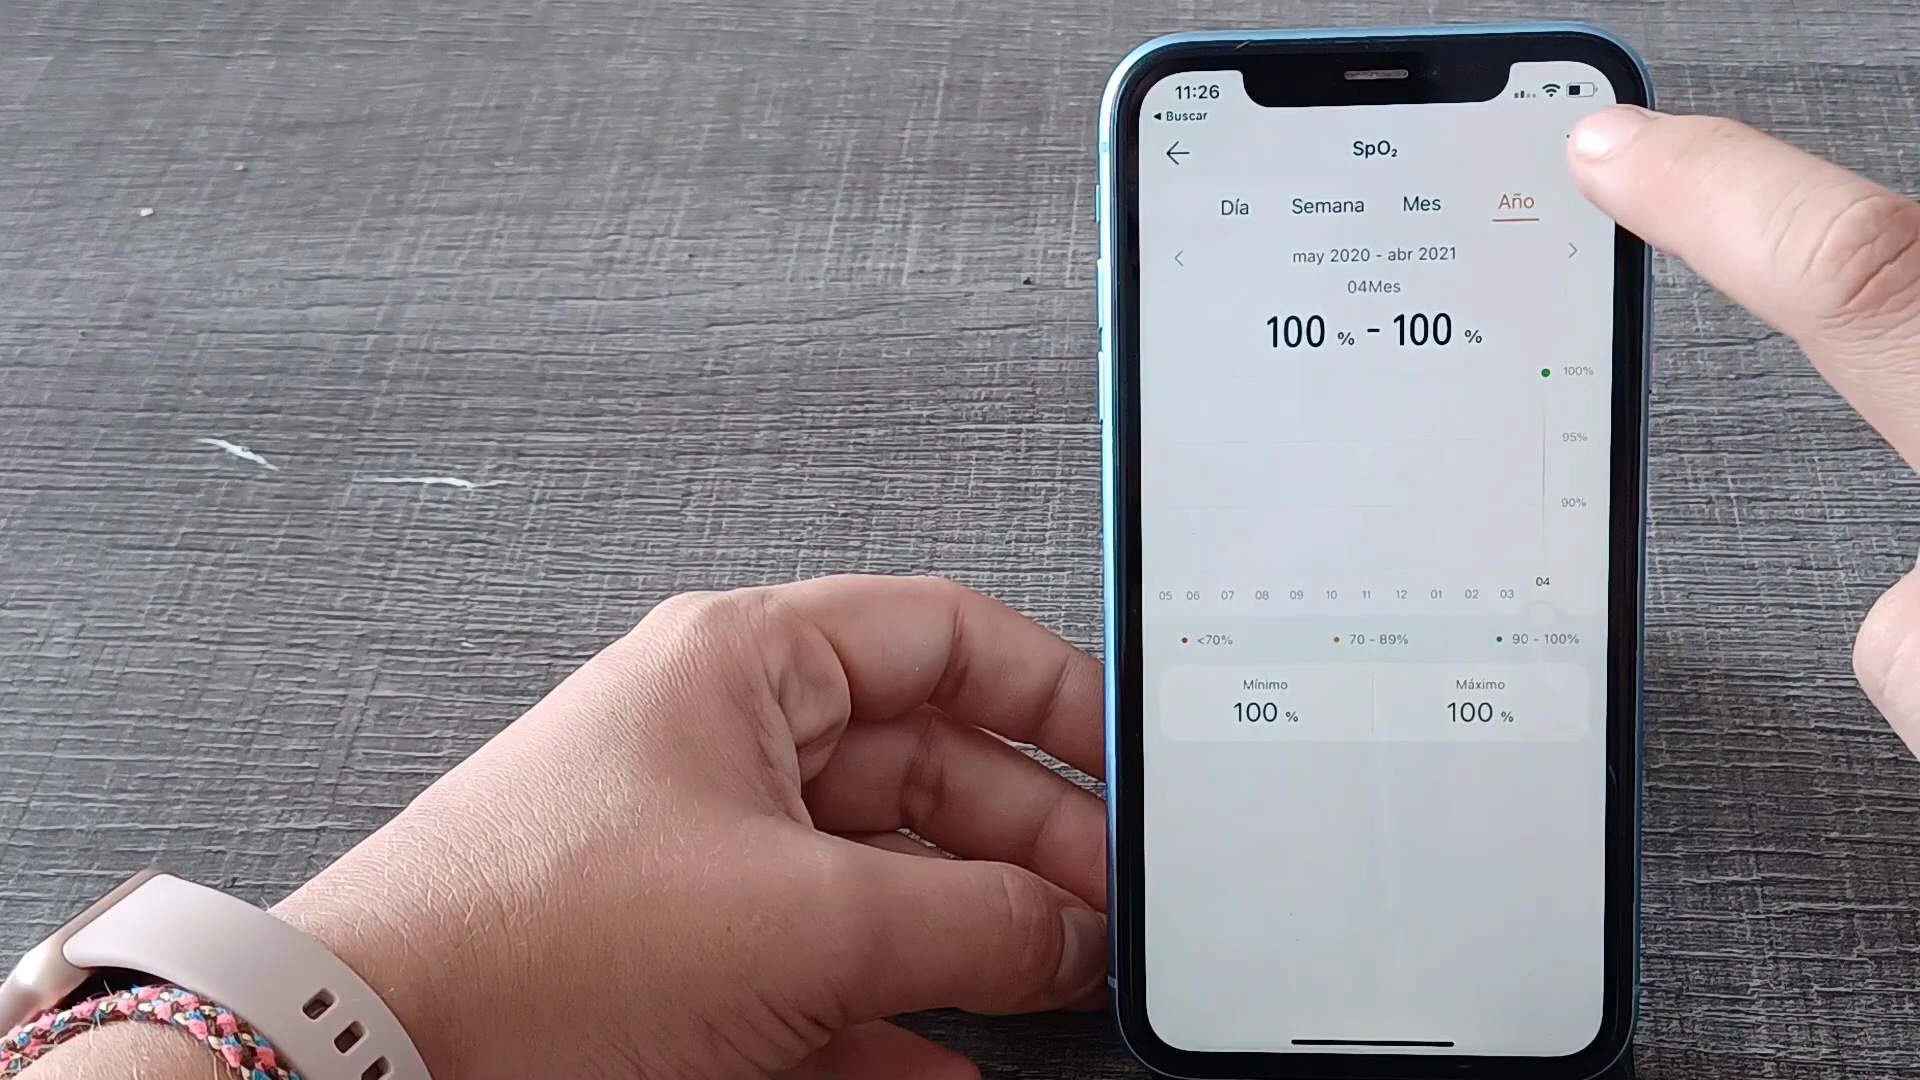 11:26
◀ Buscar
SpO₂
Día Semana Mes Año
may 2020 - abr 2021
04Mes
100 % - 100 %
100%
95%
90%
04
05 06 07 08 09 10 11 12 01 02 03
<70% 70 - 89% 90 - 100%
Mínimo Máximo
100 % 100 %